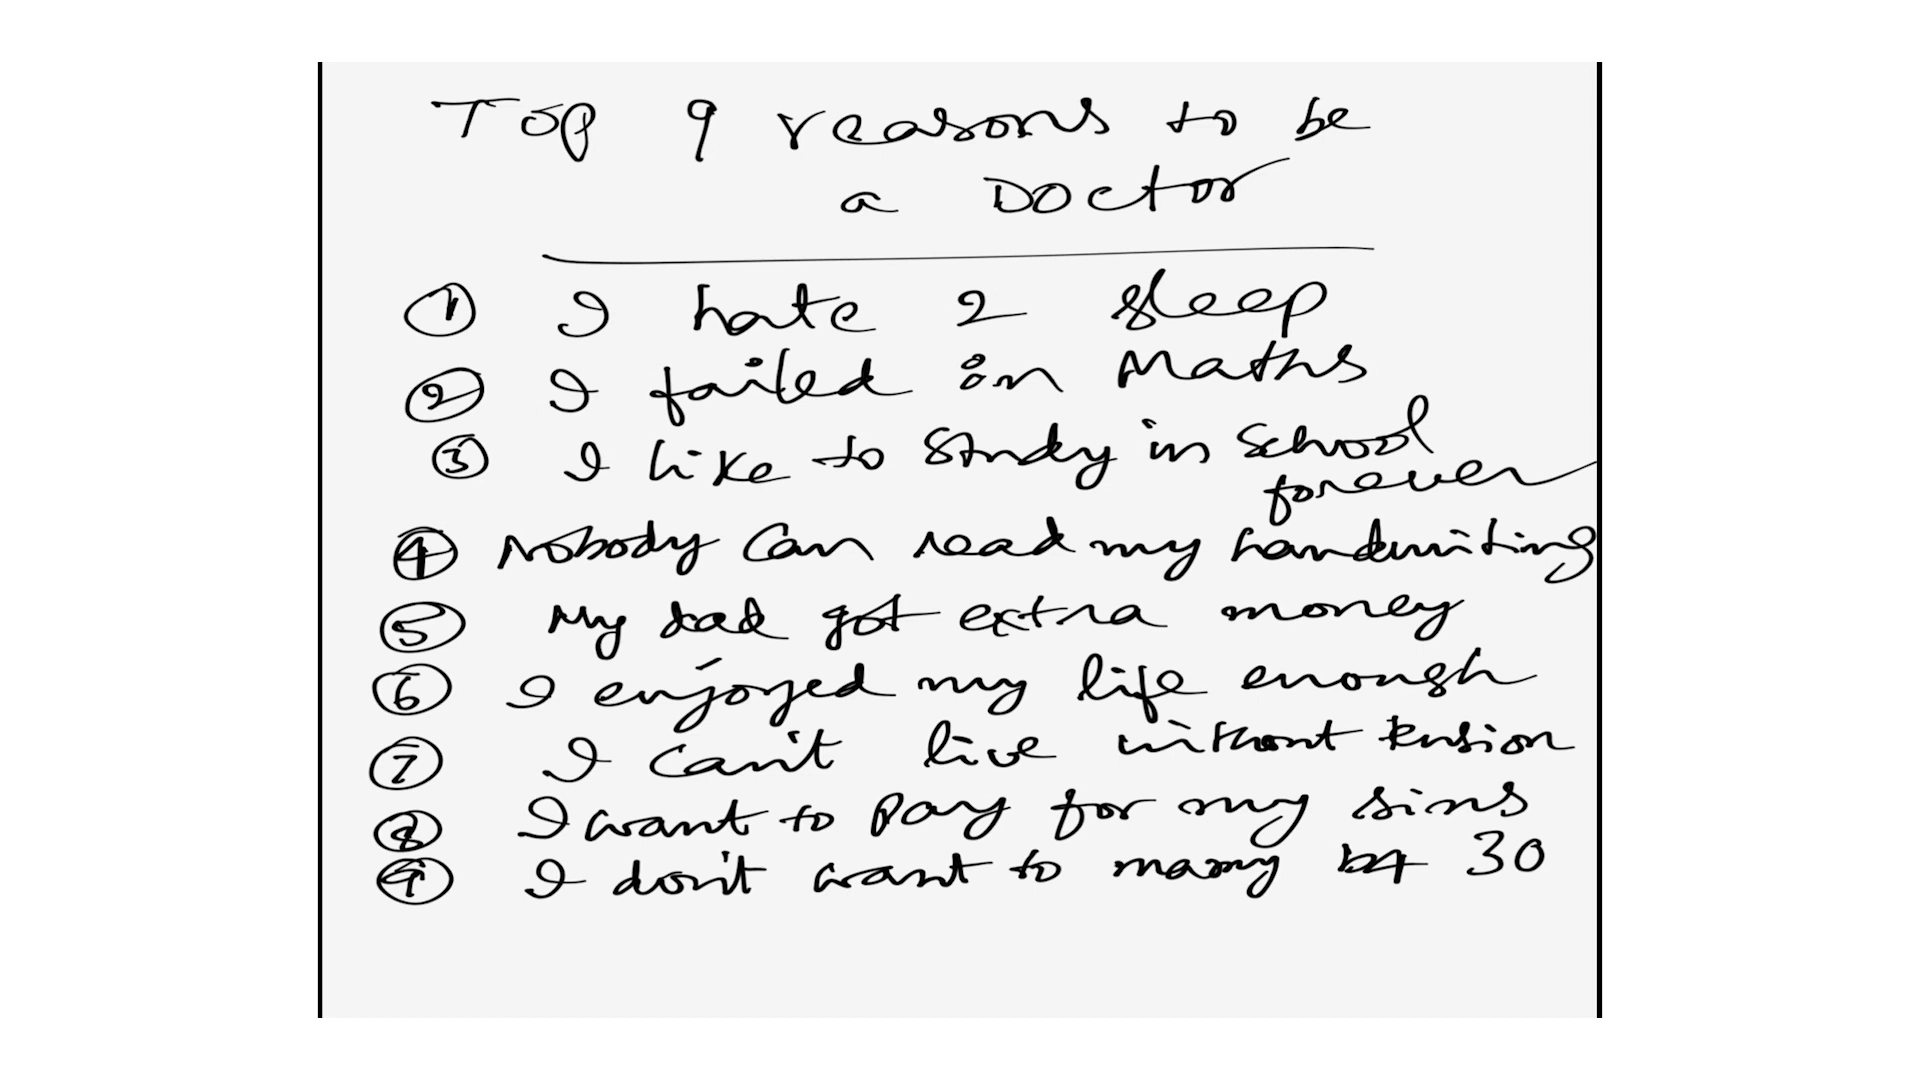 Top 9 reasons to be
a Doctor
1 I hate 2 sleep
2 I failed in Maths
3 I like to Study in School
forever
4 Nobody Can read my handwriting
5 My dad got extra money
6 I enjoyed my life enough
7 I Can't live without tension
8 I want to pay for my sins
9 I don't want to marry b4 30